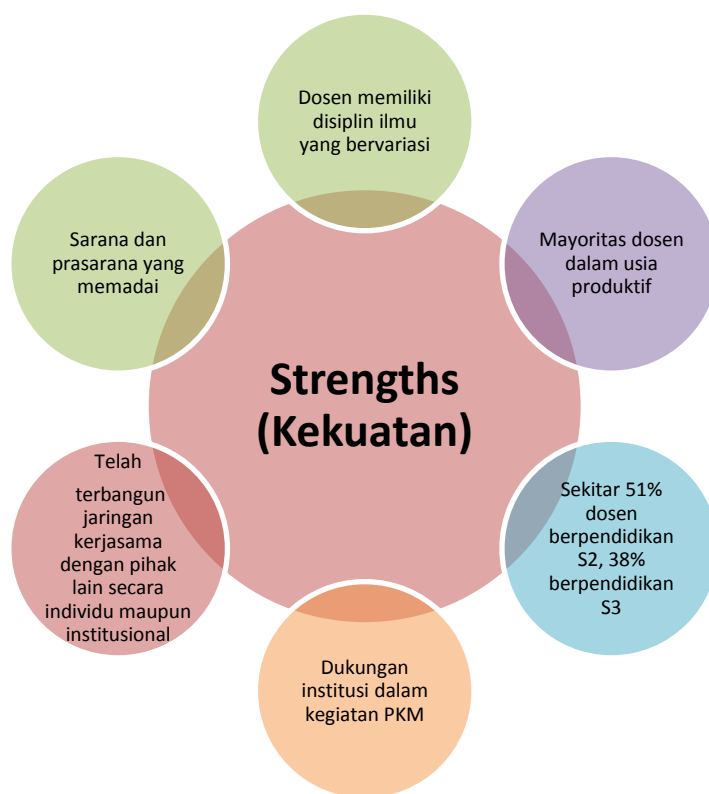 Dosen memiliki
disiplin ilmu
yang bervariasi
Sarana dan
prasarana yang
memadai
Mayoritas dosen
dalam usia
produktif
Strengths
(Kekuatan)
Telah
terbangun
jaringan
kerjasama
dengan pihak
lain secara
individu maupun
institusional
Sekitar 51%
dosen
berpendidikan
S2, 38%
berpendidikan
S3
Dukungan
institusi dalam
kegiatan PKM